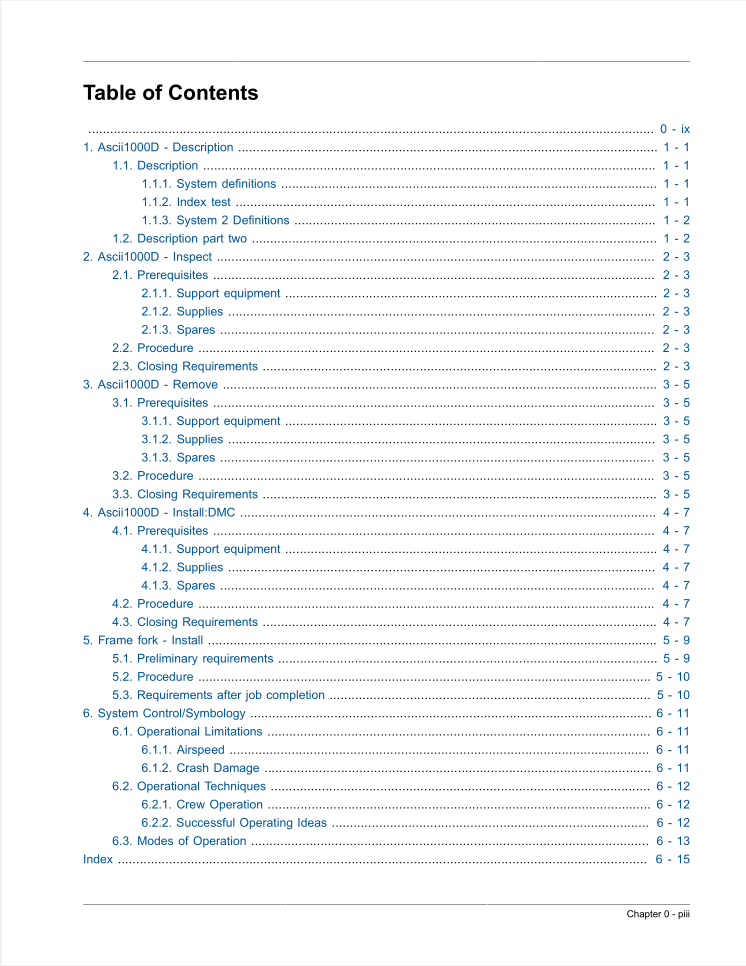 Table of Contents
........................................ 0 - ix
1. Ascii1000D - Description ........................................ 1 - 1
1.1. Description ........................................ 1 - 1
1.1.1. System definitions ........................................ 1 - 1
1.1.2. Index test ........................................ 1 - 1
1.1.3. System 2 Definitions ........................................ 1 - 2
1.2. Description part two ........................................ 1 - 2
2. Ascii1000D - Inspect ........................................ 2 - 3
2.1. Prerequisites ........................................ 2 - 3
2.1.1. Support equipment ........................................ 2 - 3
2.1.2. Supplies ........................................ 2 - 3
2.1.3. Spares ........................................ 2 - 3
2.2. Procedure ........................................ 2 - 3
2.3. Closing Requirements ........................................ 2 - 3
3. Ascii1000D - Remove ........................................ 3 - 5
3.1. Prerequisites ........................................ 3 - 5
3.1.1. Support equipment ........................................ 3 - 5
3.1.2. Supplies ........................................ 3 - 5
3.1.3. Spares ........................................ 3 - 5
3.2. Procedure ........................................ 3 - 5
3.3. Closing Requirements ........................................ 3 - 5
4. Ascii1000D - Install:DMC ........................................ 4 - 7
4.1. Prerequisites ........................................ 4 - 7
4.1.1. Support equipment ........................................ 4 - 7
4.1.2. Supplies ........................................ 4 - 7
4.1.3. Spares ........................................ 4 - 7
4.2. Procedure ........................................ 4 - 7
4.3. Closing Requirements ........................................ 4 - 7
5. Frame fork - Install ........................................ 5 - 9
5.1. Preliminary requirements ........................................ 5 - 9
5.2. Procedure ........................................ 5 - 10
5.3. Requirements after job completion ........................................ 5 - 10
6. System Control/Symbology ........................................ 6 - 11
6.1. Operational Limitations ........................................ 6 - 11
6.1.1. Airspeed ........................................ 6 - 11
6.1.2. Crash Damage ........................................ 6 - 11
6.2. Operational Techniques ........................................ 6 - 12
6.2.1. Crew Operation ........................................ 6 - 12
6.2.2. Successful Operating Ideas ........................................ 6 - 12
6.3. Modes of Operation ........................................ 6 - 13
Index ........................................ 6 - 15
Chapter 0 - piii